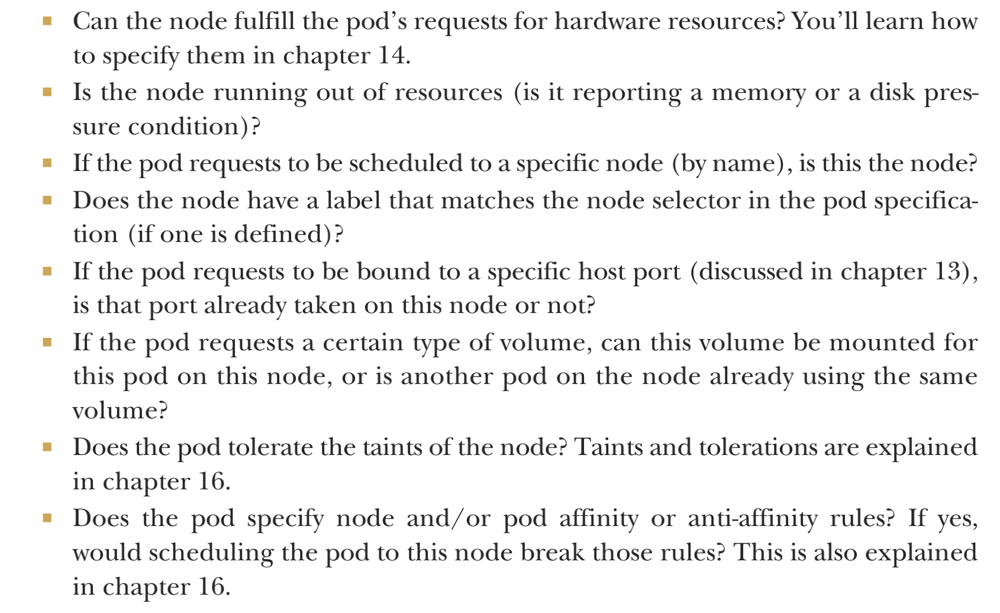 ▪ Can the node fulfill the pod’s requests for hardware resources? You’ll learn how
to specify them in chapter 14.
▪ Is the node running out of resources (is it reporting a memory or a disk pres-
sure condition)?
▪ If the pod requests to be scheduled to a specific node (by name), is this the node?
▪ Does the node have a label that matches the node selector in the pod specifica-
tion (if one is defined)?
▪ If the pod requests to be bound to a specific host port (discussed in chapter 13),
is that port already taken on this node or not?
▪ If the pod requests a certain type of volume, can this volume be mounted for
this pod on this node, or is another pod on the node already using the same
volume?
▪ Does the pod tolerate the taints of the node? Taints and tolerations are explained
in chapter 16.
▪ Does the pod specify node and/or pod affinity or anti-affinity rules? If yes,
would scheduling the pod to this node break those rules? This is also explained
in chapter 16.